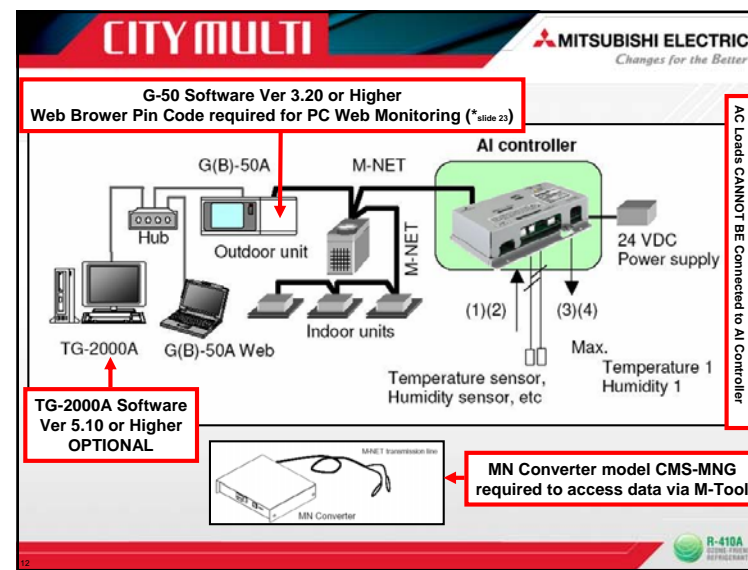 CITY MULTI
MITSUBISHI ELECTRIC
Changes for the Better
G-50 Software Ver 3.20 or Higher
Web Brower Pin Code required for PC Web Monitoring (*slide 23)
AC Loads CANNOT BE Connected to AI Controller
G(B)-50A
M-NET
AI controller
Hub
Outdoor unit
M-NET
24 VDC
Power supply
(1)(2)
(3)(4)
Indoor units
TG-2000A
G(B)-50A Web
Max.
Temperature 1
Humidity 1
Temperature sensor,
Humidity sensor, etc
TG-2000A Software
Ver 5.10 or Higher
OPTIONAL
M-NET transmission line
MN Converter
MN Converter model CMS-MNG
required to access data via M-Tool
R-410A
OZONE-FRIEN
REFRIGERANT
12